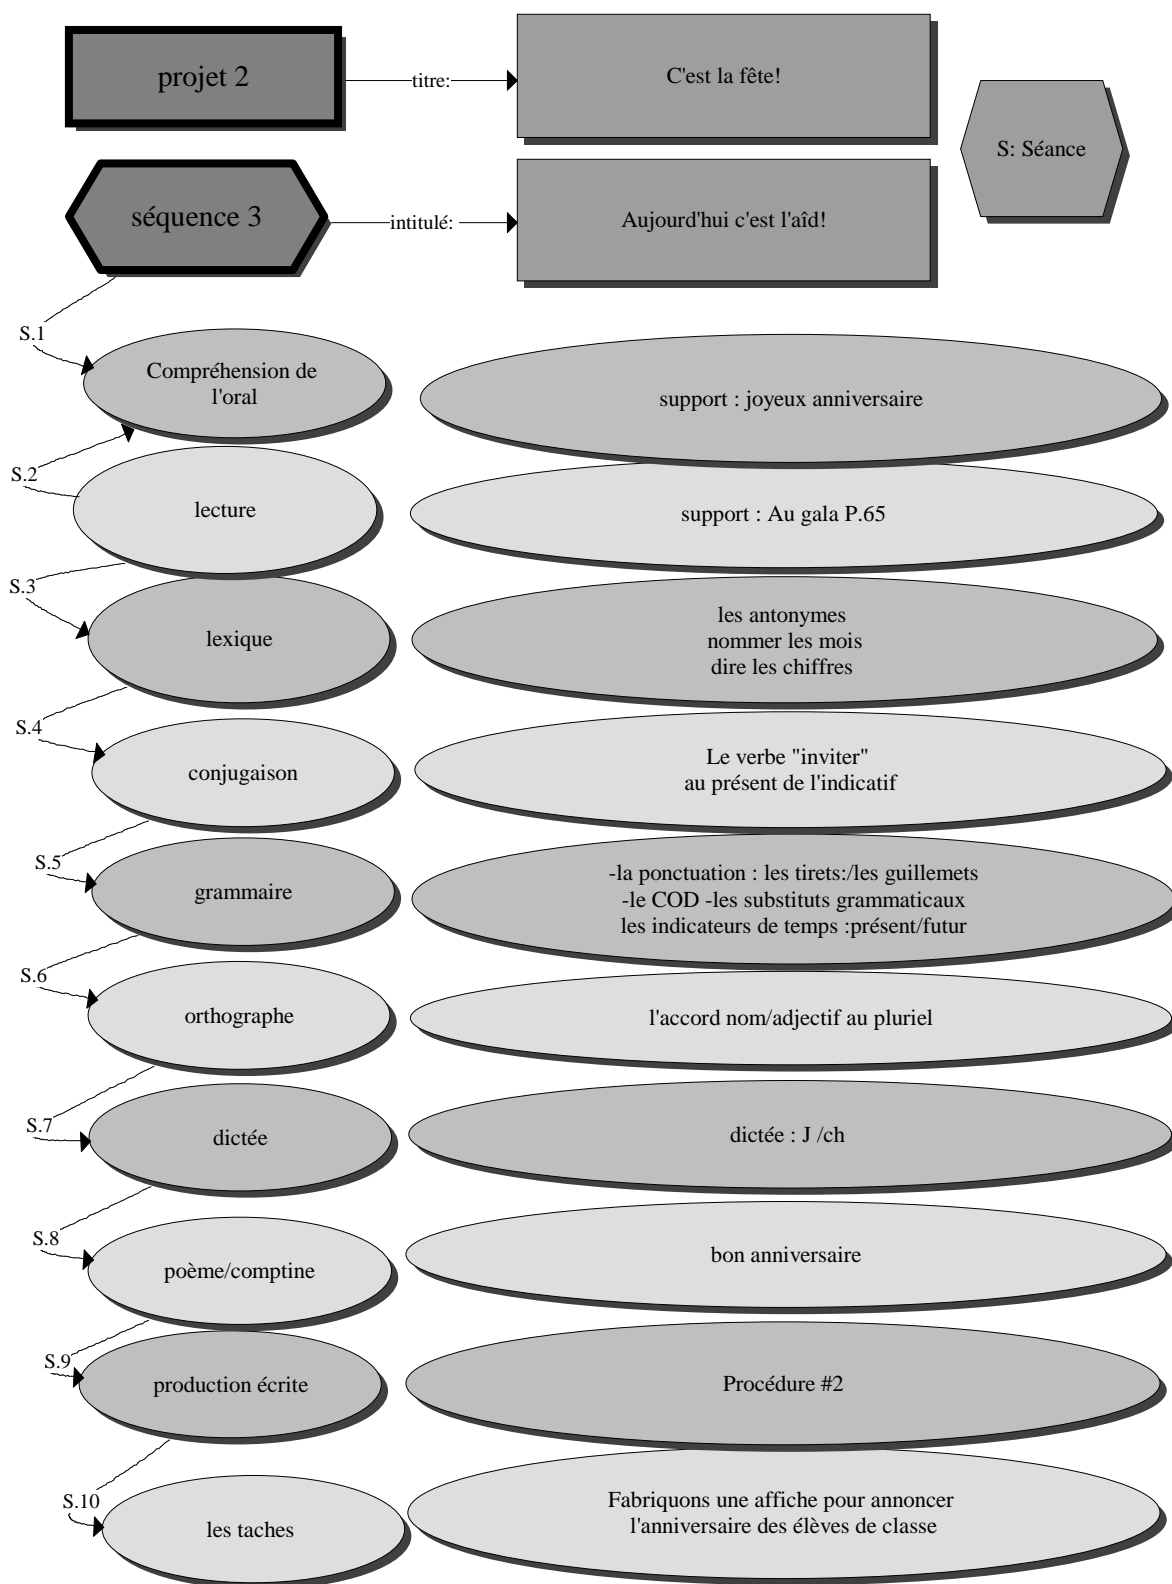 projet 2
titre:
C'est la fête!
S: Séance
séquence 3
intitulé:
Aujourd'hui c'est l'aîd!
S.1
Compréhension de
l'oral
support : joyeux anniversaire
S.2
lecture
support : Au gala P.65
S.3
lexique
les antonymes
nommer les mois
dire les chiffres
S.4
conjugaison
Le verbe "inviter"
au présent de l'indicatif
S.5
grammaire
-la ponctuation : les tirets:/les guillemets
-le COD -les substituts grammaticaux
les indicateurs de temps :présent/futur
S.6
orthographe
l'accord nom/adjectif au pluriel
S.7
dictée
dictée : J /ch
S.8
poème/comptine
bon anniversaire
S.9
production écrite
Procédure #2
S.10
les taches
Fabriquons une affiche pour annoncer
l'anniversaire des élèves de classe